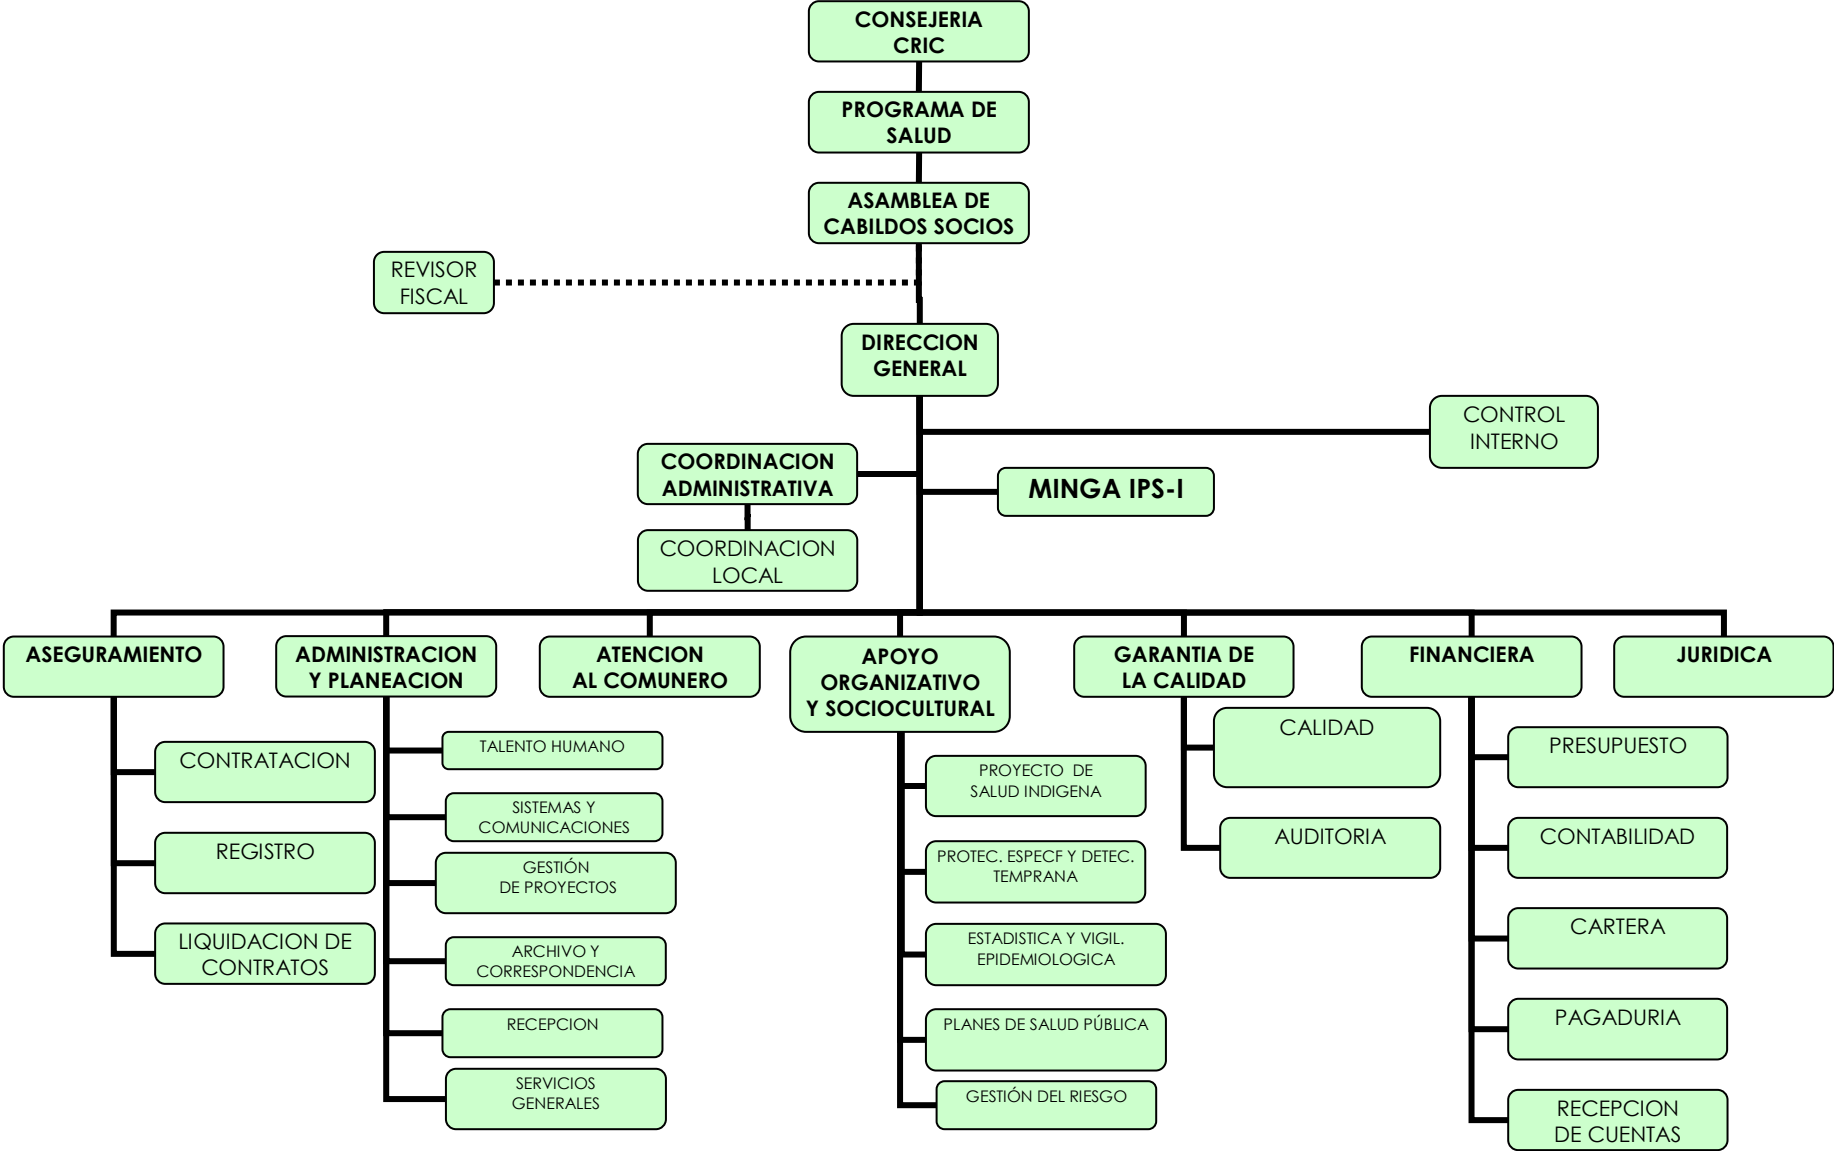 CONSEJERIA
CRIC
PROGRAMA DE
SALUD
ASAMBLEA DE
CABILDOS SOCIOS
REVISOR
FISCAL
DIRECCION
GENERAL
CONTROL
INTERNO
COORDINACION
ADMINISTRATIVA
MINGA IPS-I
COORDINACION
LOCAL
ASEGURAMIENTO
CONTRATACION
REGISTRO
LIQUIDACION DE
CONTRATOS
ADMINISTRACION
Y PLANEACION
TALENTO HUMANO
SISTEMAS Y
COMUNICACIONES
GESTIÓN
DE PROYECTOS
ARCHIVO Y
CORRESPONDENCIA
RECEPCION
SERVICIOS
GENERALES
ATENCION
AL COMUNERO
APOYO
ORGANIZATIVO
Y SOCIOCULTURAL
PROYECTO DE
SALUD INDIGENA
PROTEC. ESPECF Y DETEC.
TEMPRANA
ESTADISTICA Y VIGIL.
EPIDEMIOLOGICA
PLANES DE SALUD PÚBLICA
GESTIÓN DEL RIESGO
GARANTIA DE
LA CALIDAD
CALIDAD
AUDITORIA
FINANCIERA
PRESUPUESTO
CONTABILIDAD
CARTERA
PAGADURIA
RECEPCION
DE CUENTAS
JURIDICA